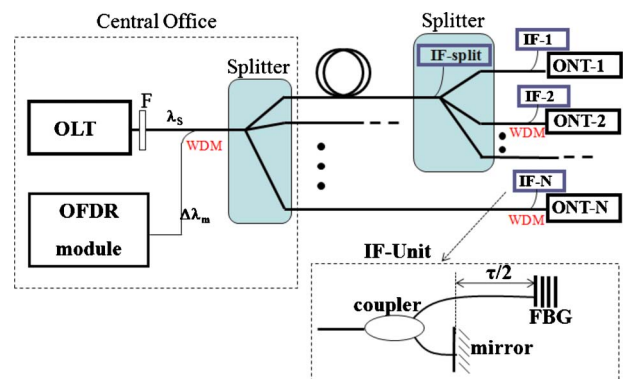 Central Office
Splitter
Splitter
IF-1
IF-split
ONT-1
F
λs
OLT
WDM
IF-2
ONT-2
WDM
IF-N
ONT-N
WDM
OFDR
module
Δλm
IF-Unit
τ/2
coupler
FBG
mirror